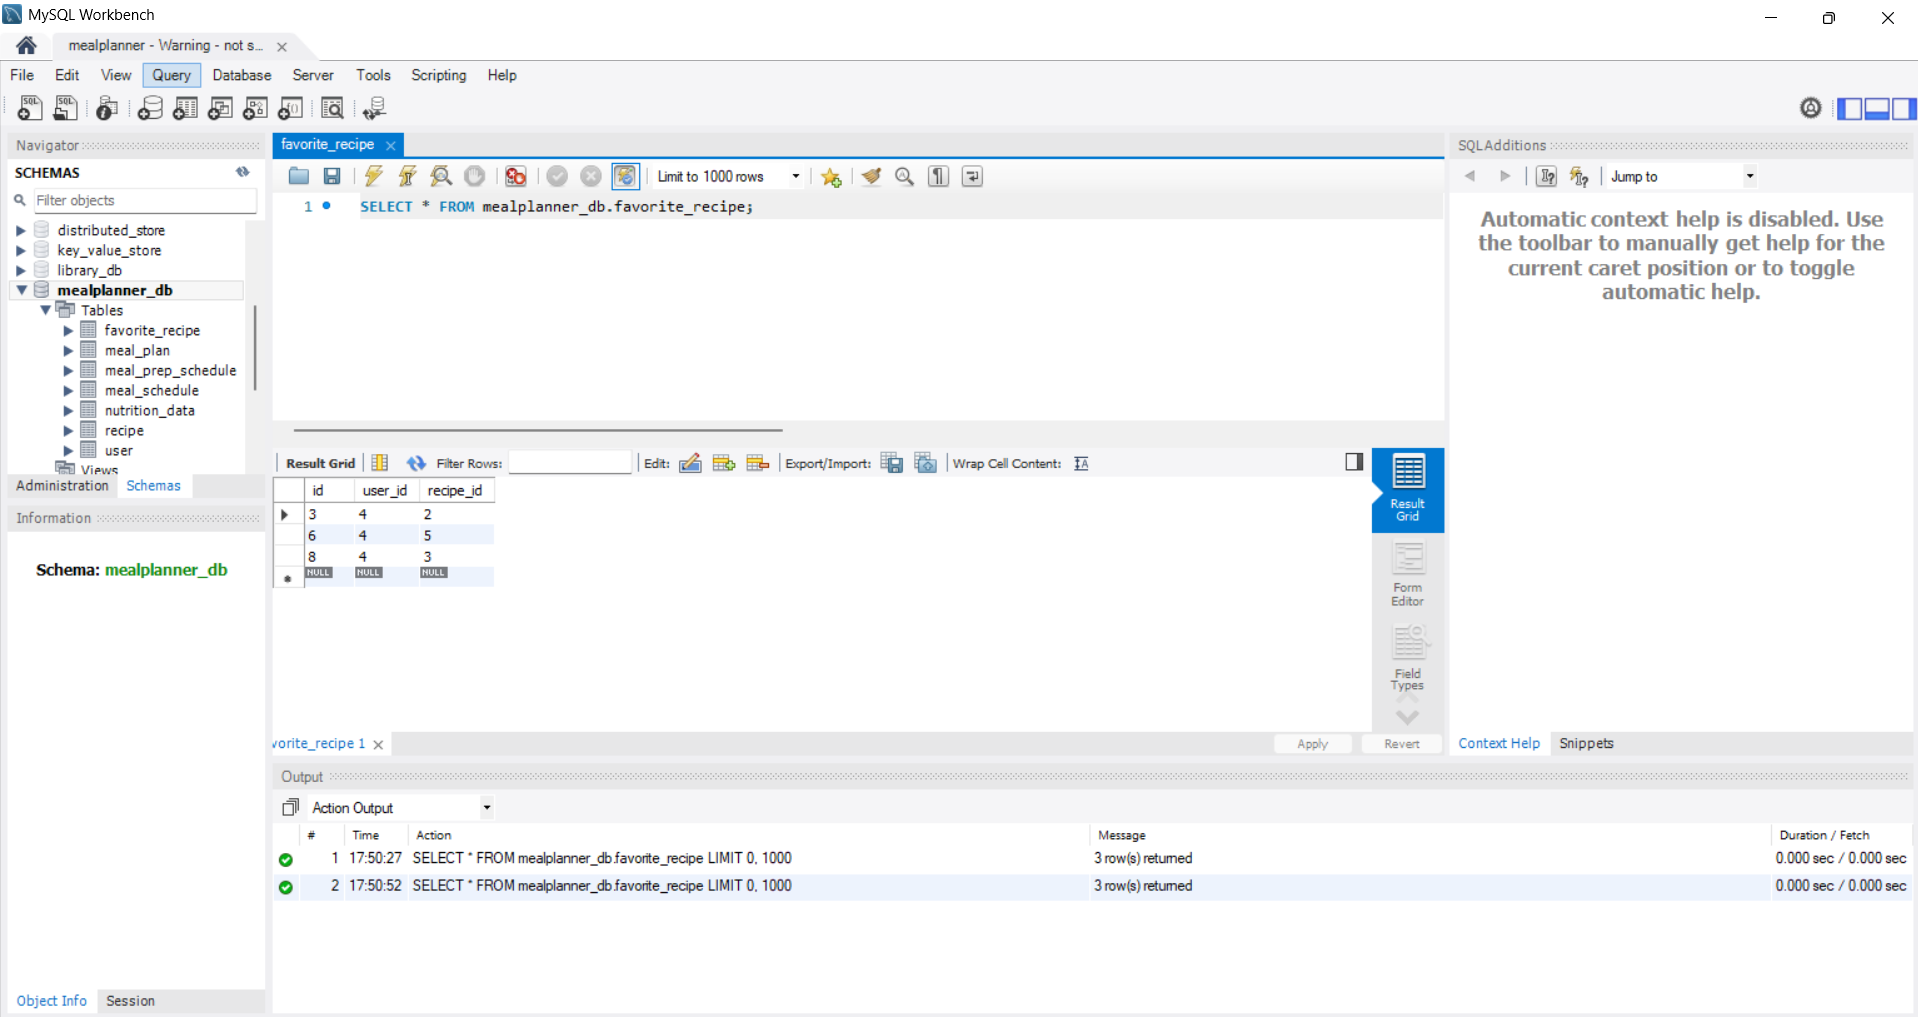 MySQL Workbench
mealplanner - Warning - not s...
File Edit View Query Database Server Tools Scripting Help
SQL SQL
Navigator
SCHEMAS
Filter objects
distributed_store
key_value_store
library_db
mealplanner_db
Tables
favorite_recipe
meal_plan
meal_prep_schedule
meal_schedule
nutrition_data
recipe
user
Views
Administration Schemas
Information
Schema: mealplanner_db
Object Info Session
favorite_recipe
Limit to 1000 rows
1 SELECT * FROM mealplanner_db.favorite_recipe;
Result Grid Filter Rows: Edit: Export/Import: Wrap Cell Content:
id user_id recipe_id
3 4 2
6 4 5
8 4 3
NULL NULL NULL
Result Grid
Form Editor
Field Types
vorite_recipe 1
Apply Revert
SQLAdditions
Jump to
Automatic context help is disabled. Use
the toolbar to manually get help for the
current caret position or to toggle
automatic help.
Context Help Snippets
Output
Action Output
# Time Action Message Duration / Fetch
1 17:50:27 SELECT * FROM mealplanner_db.favorite_recipe LIMIT 0, 1000 3 row(s) returned 0.000 sec / 0.000 sec
2 17:50:52 SELECT * FROM mealplanner_db.favorite_recipe LIMIT 0, 1000 3 row(s) returned 0.000 sec / 0.000 sec